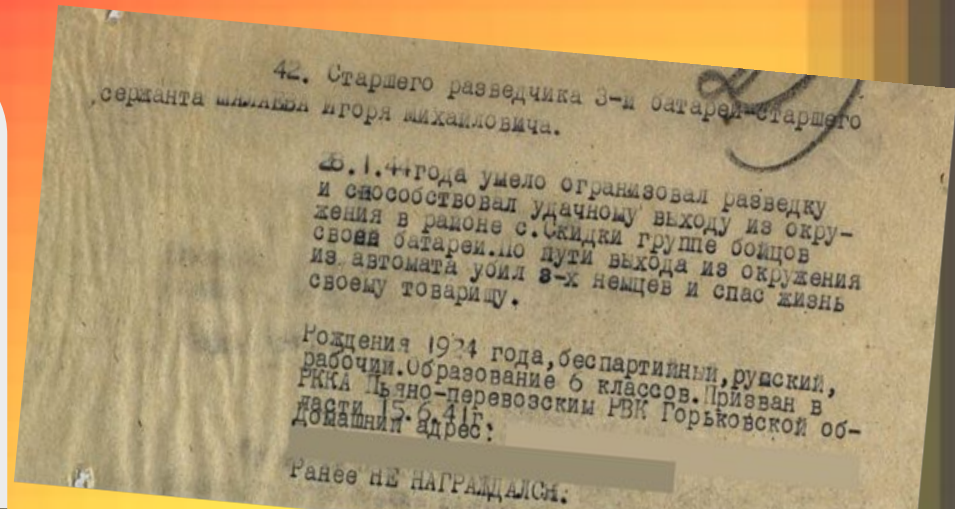 42. Старшего разведчика 3-й батареи-старшего
сержанта ШАЛАЕВА Игоря Михайловича.
28.1.44 года умело огранизовал разведку
и способствовал удачному выходу из окру-
жения в районе с.Скидки группе бойцов
своей батареи.По пути выхода из окружения
из автомата убил 3-х немцев и спас жизнь
своему товарищу.
Рождения 1924 года,беспартийный,русский,
рабочий.Образование 6 классов.Призван в
РККА Пьяно-перевозским РВК Горьковской об-
ласти 15.6.41г.
Домашний адрес:
Ранее НЕ НАГРАЖДАЛСЯ.